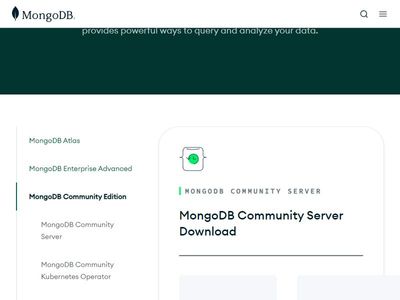 MongoDB.
provides powerful ways to query and analyze your data.
MongoDB Atlas
MongoDB Enterprise Advanced
MongoDB Community Edition
MongoDB Community
Server
MongoDB Community
Kubernetes Operator
MONGODB COMMUNITY SERVER
MongoDB Community Server
Download